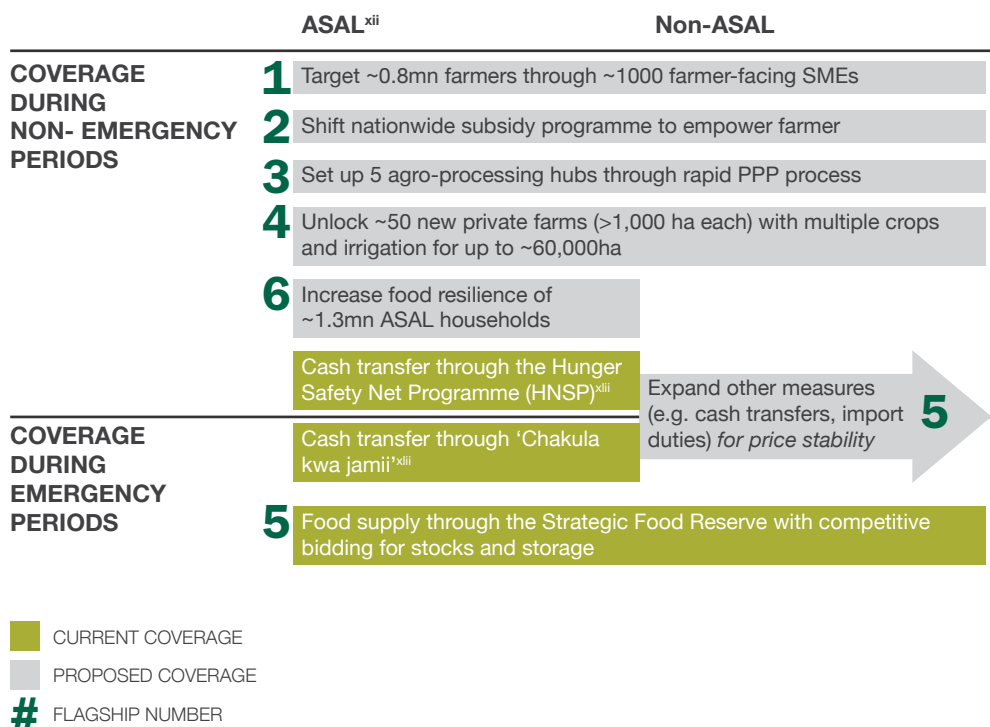 ASALxii
Non-ASAL
COVERAGE
DURING
NON- EMERGENCY
PERIODS
1
Target ~0.8mn farmers through ~1000 farmer-facing SMEs
2
Shift nationwide subsidy programme to empower farmer
3
Set up 5 agro-processing hubs through rapid PPP process
4
Unlock ~50 new private farms (>1,000 ha each) with multiple crops
and irrigation for up to ~60,000ha
6
Increase food resilience of
~1.3mn ASAL households
Cash transfer through the Hunger
Safety Net Programme (HNSP)xlii
Expand other measures
(e.g. cash transfers, import
duties) for price stability
5
COVERAGE
DURING
EMERGENCY
PERIODS
Cash transfer through ‘Chakula
kwa jamii’xlii
5
Food supply through the Strategic Food Reserve with competitive
bidding for stocks and storage
CURRENT COVERAGE
PROPOSED COVERAGE
# FLAGSHIP NUMBER